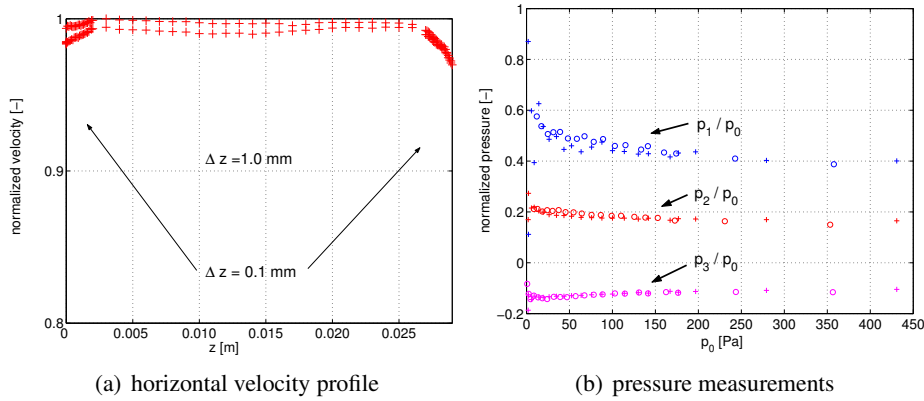 1
0.9
0.8
normalized velocity [−]
Δ z =1.0 mm
Δ z = 0.1 mm
0 0.005 0.010 0.015 0.020 0.025
z [m]
(a) horizontal velocity profile
1
0.8
0.6
0.4
0.2
0
−0.2
normalized pressure [−]
p1 / p0
p2 / p0
p3 / p0
0 50 100 150 200 250 300 350 400 450
p0 [Pa]
(b) pressure measurements